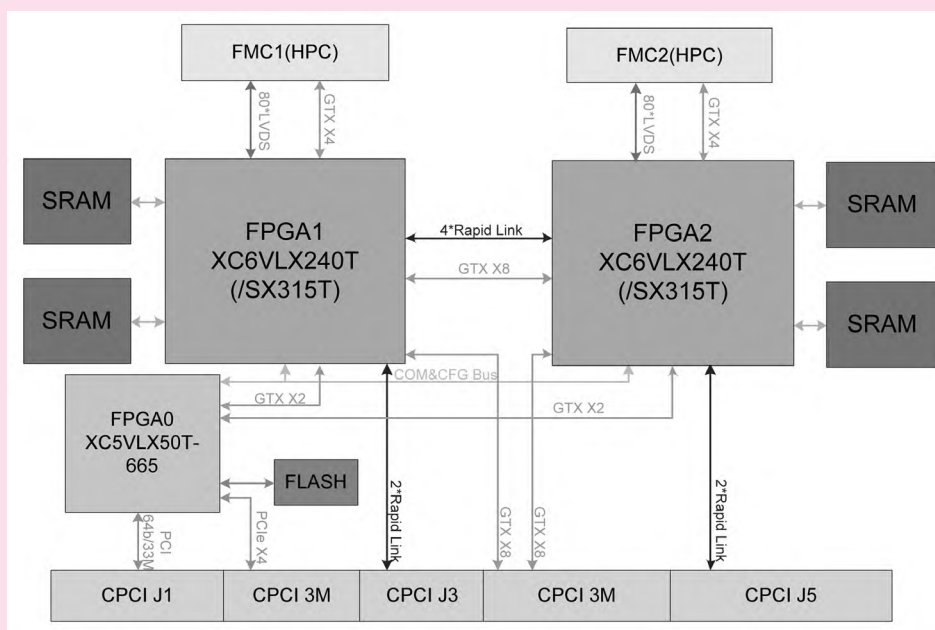 FMC1(HPC)
FMC2(HPC)
80*LVDS
GTX X4
80*LVDS
GTX X4
SRAM
FPGA1
XC6VLX240T
(/SX315T)
4*Rapid Link
GTX X8
FPGA2
XC6VLX240T
(/SX315T)
SRAM
SRAM
SRAM
COM&CFG Bus
GTX X2
GTX X2
FPGA0
XC5VLX50T-
665
FLASH
PCI
64b/33M
PCIe X4
2*Rapid Link
GTX X8
GTX X8
2*Rapid Link
CPCI J1
CPCI 3M
CPCI J3
CPCI 3M
CPCI J5